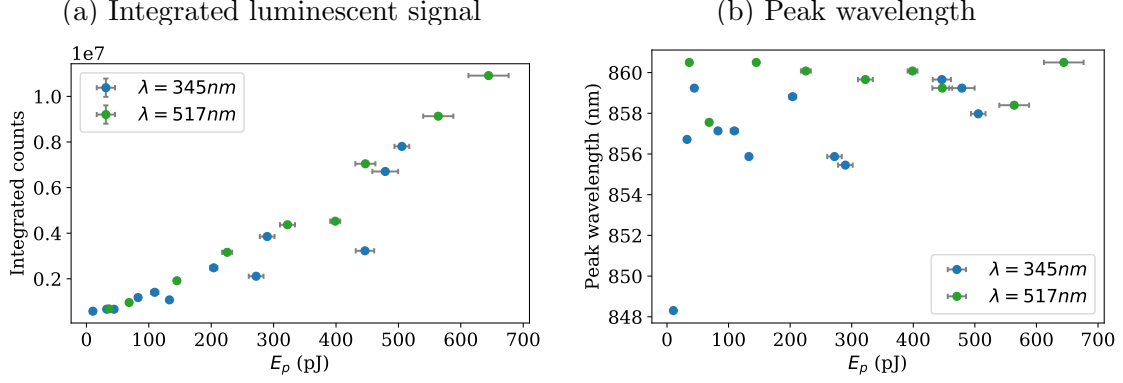 (a) Integrated luminescent signal
1e7
λ = 345nm
λ = 517nm
1.0
0.8
0.6
0.4
0.2
Integrated counts
0 100 200 300 400 500 600 700
E_p (pJ)
(b) Peak wavelength
860
858
856
854
852
850
848
Peak wavelength (nm)
λ = 345nm
λ = 517nm
0 100 200 300 400 500 600 700
E_p (pJ)